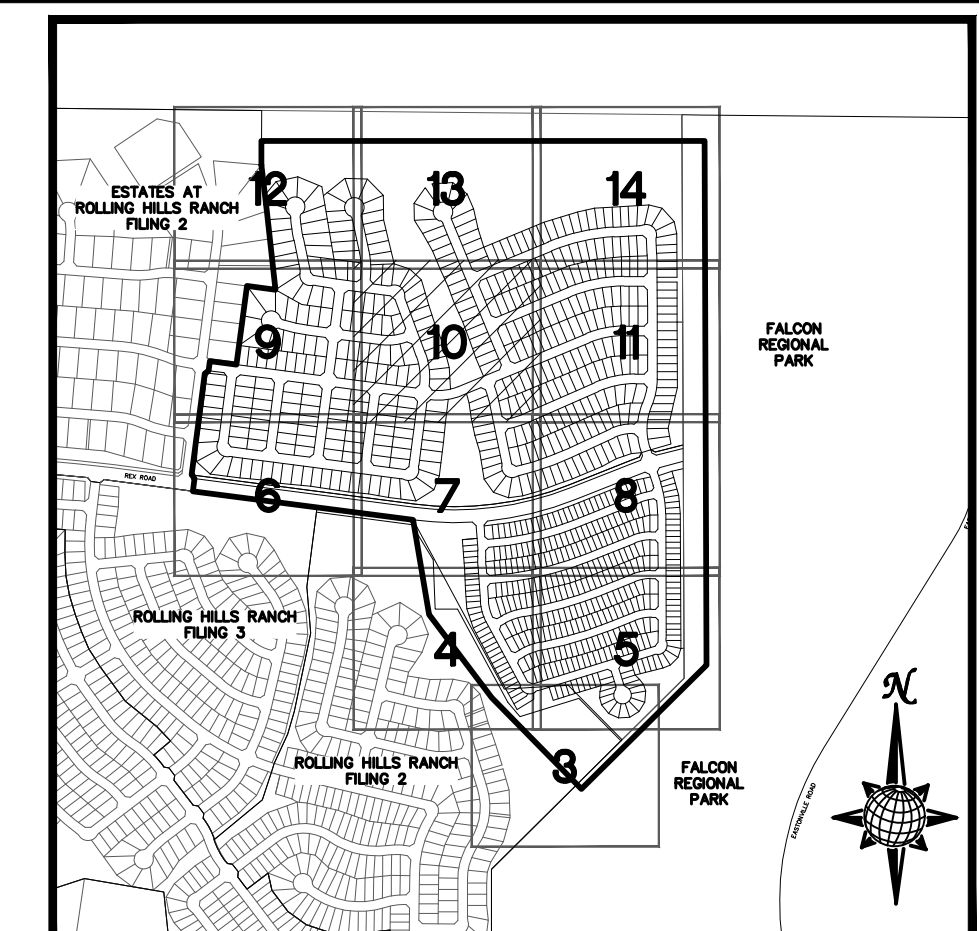 12
13
14
ESTATES AT
ROLLING HILLS RANCH
FILING 2
9
10
11
FALCON
REGIONAL
PARK
REX ROAD
6
7
8
ROLLING HILLS RANCH
FILING 3
4
5
N
ROLLING HILLS RANCH
FILING 2
3
FALCON
REGIONAL
PARK
EASTONVILLE ROAD